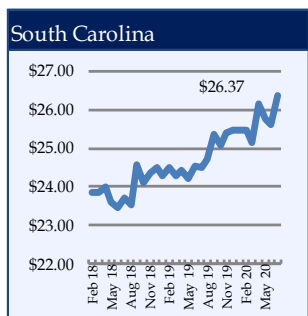 South Carolina
$27.00
$26.37
$26.00
$25.00
$24.00
$23.00
$22.00
Feb 18
May 18
Aug 18
Nov 18
Feb 19
May 19
Aug 19
Nov 19
Feb 20
May 20